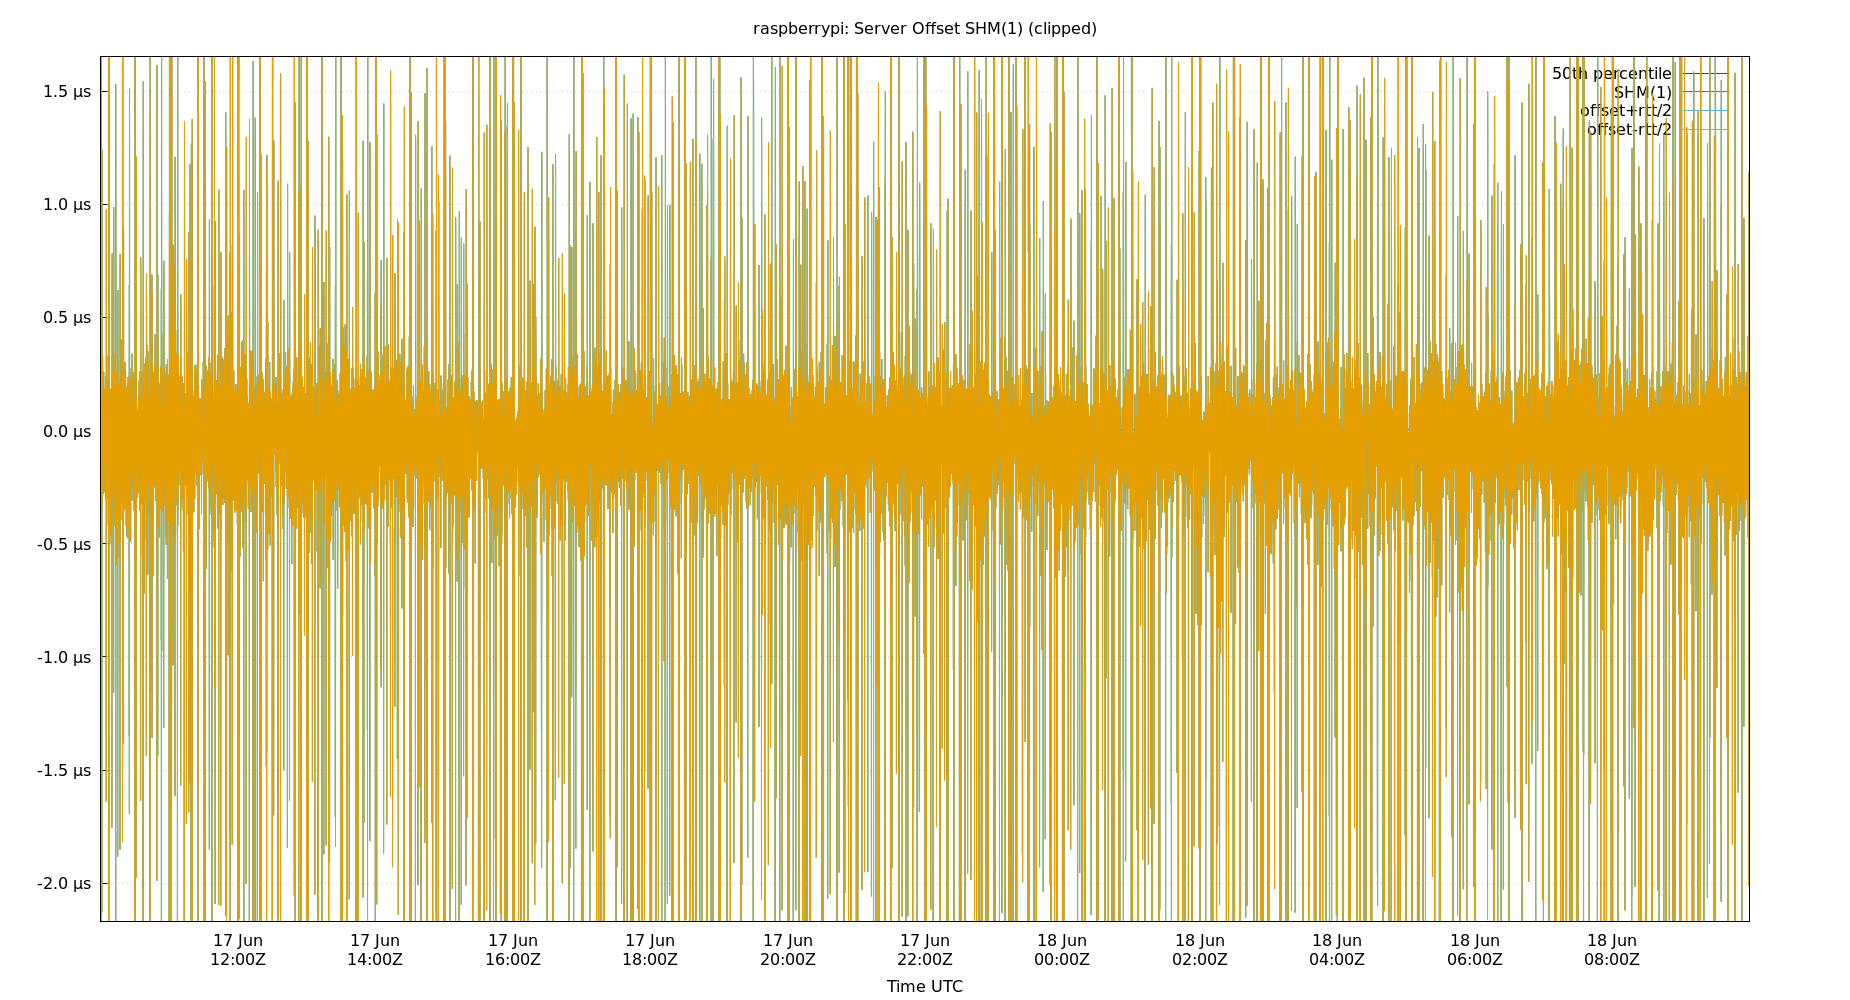 raspberrypi: Server Offset SHM(1) (clipped)
1.5 µs
1.0 µs
0.5 µs
0.0 µs
-0.5 µs
-1.0 µs
-1.5 µs
-2.0 µs
50th percentile
SHM(1)
offset+rtt/2
offset-rtt/2
17 Jun 17 Jun 17 Jun 17 Jun 17 Jun 17 Jun 18 Jun 18 Jun 18 Jun 18 Jun 18 Jun
12:00Z 14:00Z 16:00Z 18:00Z 20:00Z 22:00Z 00:00Z 02:00Z 04:00Z 06:00Z 08:00Z
Time UTC